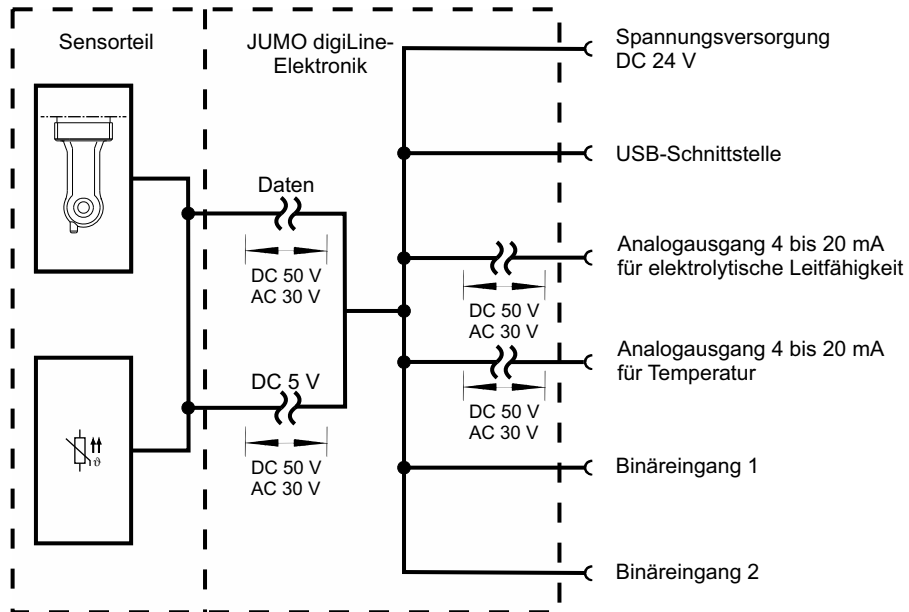 Sensorteil
JUMO digiLine-
Elektronik
Spannungsversorgung
DC 24 V
USB-Schnittstelle
Daten
DC 50 V
AC 30 V
Analogausgang 4 bis 20 mA
für elektrolytische Leitfähigkeit
DC 50 V
AC 30 V
Analogausgang 4 bis 20 mA
für Temperatur
DC 50 V
AC 30 V
DC 5 V
DC 50 V
AC 30 V
ϑ
Binäreingang 1
Binäreingang 2